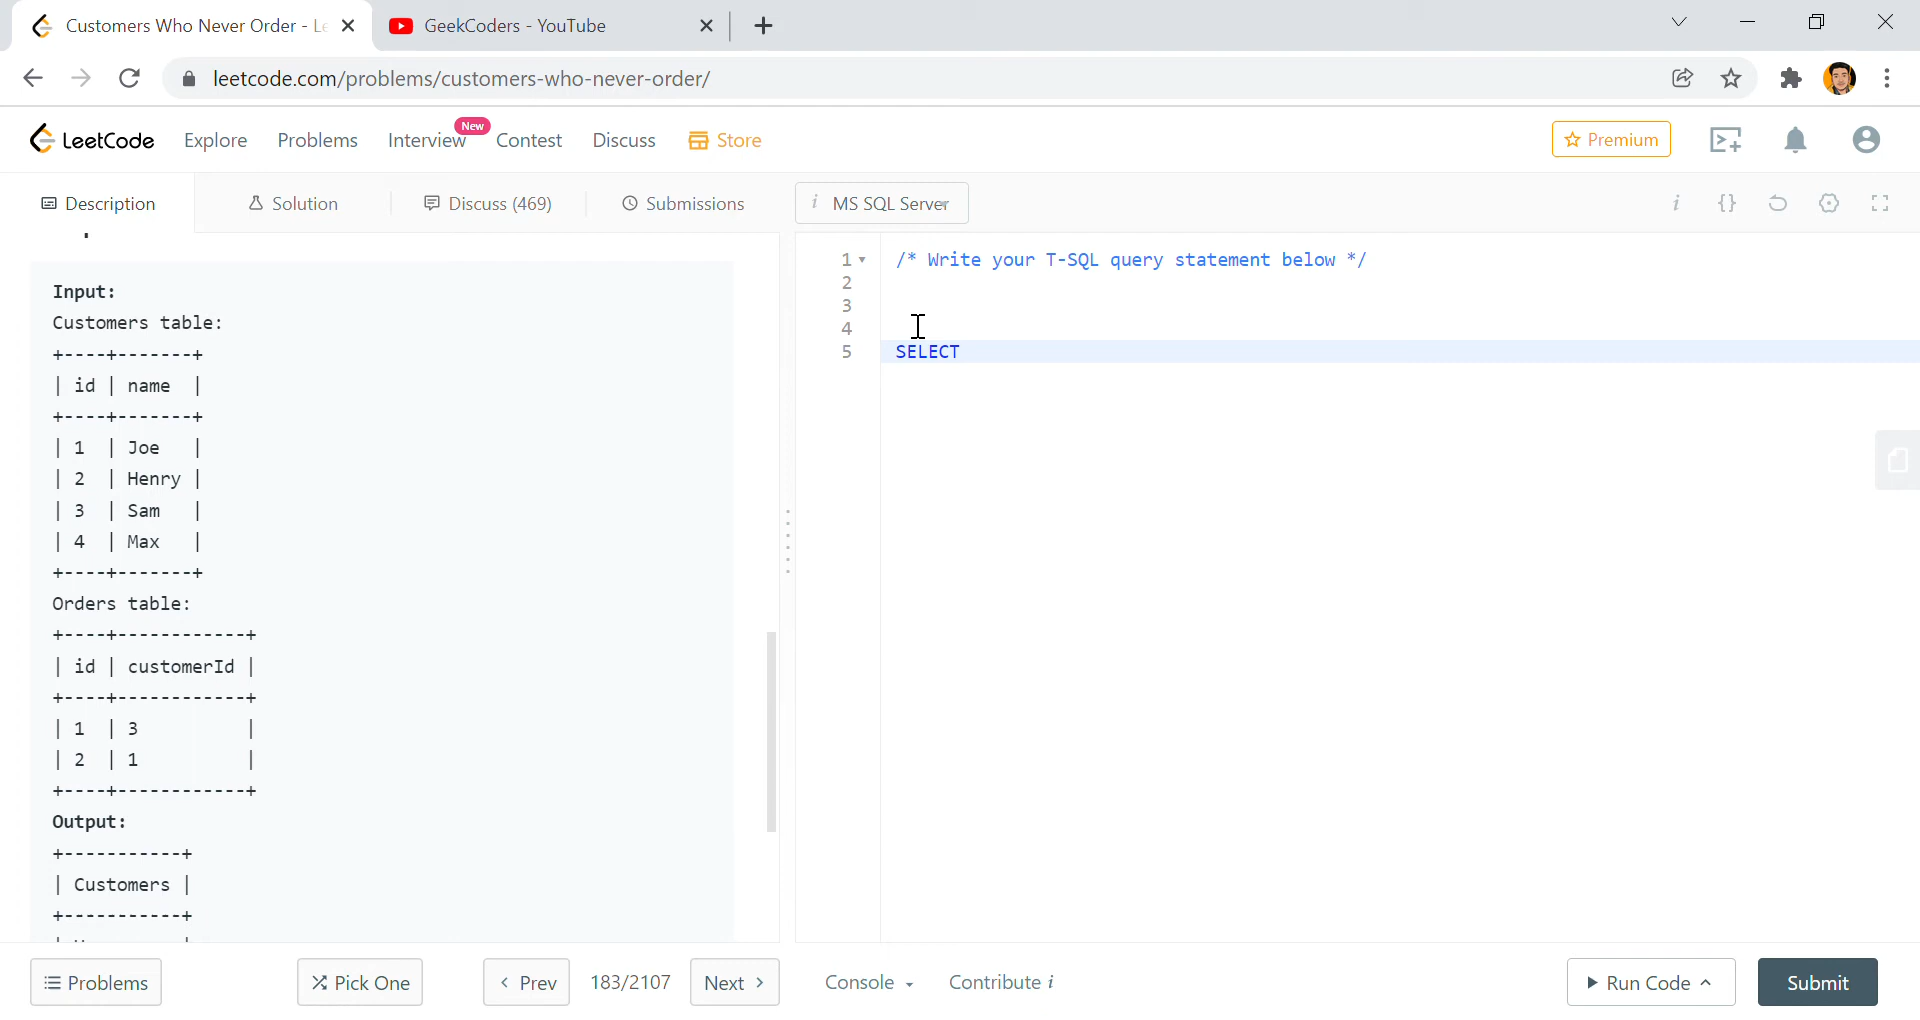 Customers Who Never Order - Le
GeekCoders - YouTube
leetcode.com/problems/customers-who-never-order/
LeetCode
Explore
Problems
Interview
New
Contest
Discuss
Store
Premium
Description
Solution
Discuss (469)
Submissions
i MS SQL Server
i {}
Input:
Customers table:
+----+-------+
| id | name  |
+----+-------+
| 1  | Joe   |
| 2  | Henry |
| 3  | Sam   |
| 4  | Max   |
+----+-------+
Orders table:
+----+------------+
| id | customerId |
+----+------------+
| 1  | 3          |
| 2  | 1          |
+----+------------+
Output:
+-----------+
| Customers |
+-----------+
1 /* Write your T-SQL query statement below */
2
3
4
5 SELECT
Problems
Pick One
< Prev
183/2107
Next >
Console
Contribute i
Run Code
Submit